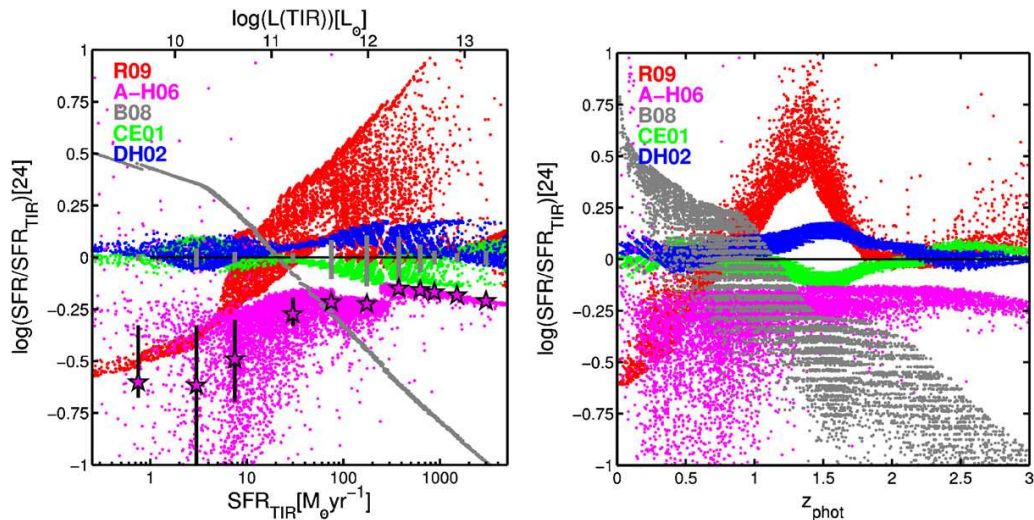 log(L(TIR))[L⊙]
10 11 12 13
1
0.75
0.5
0.25
0
−0.25
−0.5
−0.75
−1
log(SFR/SFR_TIR)[24]
R09
A−H06
B08
CE01
DH02
1 10 100 1000
SFR_TIR[M⊙yr⁻¹]
1
0.75
0.5
0.25
0
−0.25
−0.5
−0.75
−1
log(SFR/SFR_TIR)[24]
R09
A−H06
B08
CE01
DH02
0 0.5 1 1.5 2 2.5 3
z_phot